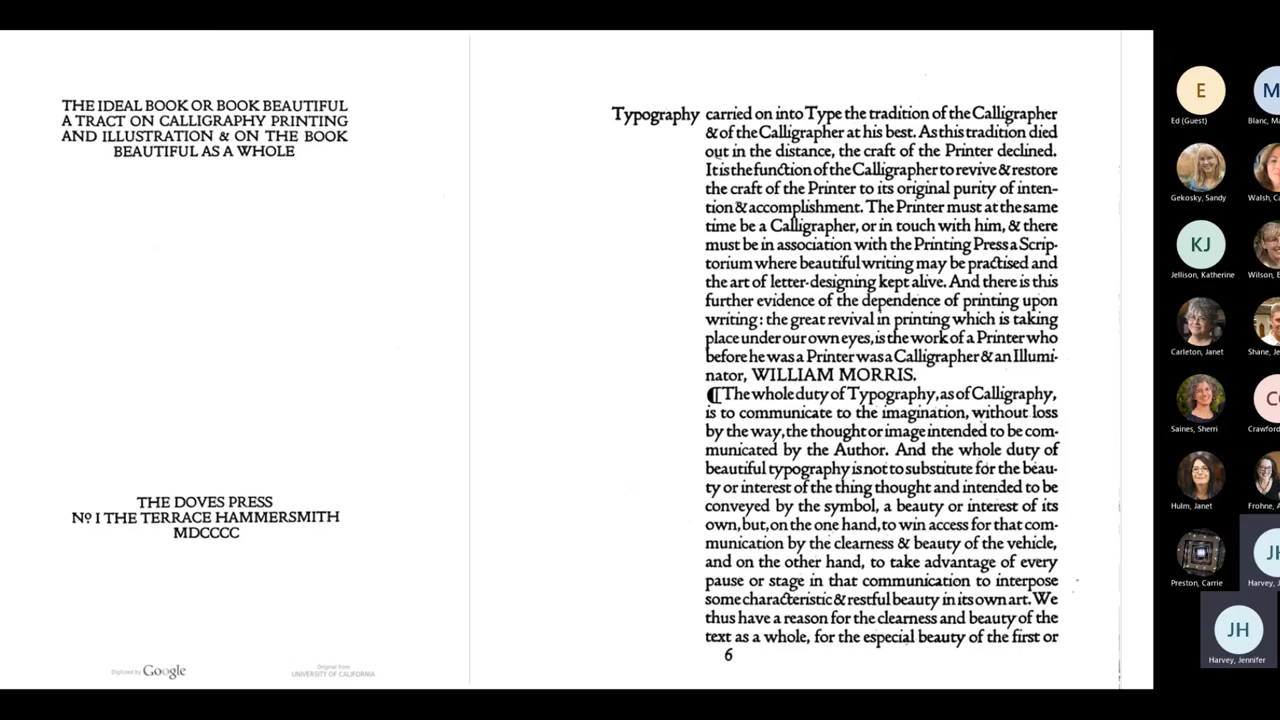 THE IDEAL BOOK OR BOOK BEAUTIFUL
A TRACT ON CALLIGRAPHY PRINTING
AND ILLUSTRATION & ON THE BOOK
BEAUTIFUL AS A WHOLE
THE DOVES PRESS
Nº I THE TERRACE HAMMERSMITH
MDCCCC
Digitized by Google
Original from
UNIVERSITY OF CALIFORNIA
Typography carried on into Type the tradition of the Calligrapher
& of the Calligrapher at his best. As this tradition died
out in the distance, the craft of the Printer declined.
It is the function of the Calligrapher to revive & restore
the craft of the Printer to its original purity of inten-
tion & accomplishment. The Printer must at the same
time be a Calligrapher, or in touch with him, & there
must be in association with the Printing Press a Scrip-
torium where beautiful writing may be practised and
the art of letter-designing kept alive. And there is this
further evidence of the dependence of printing upon
writing: the great revival in printing which is taking
place under our own eyes, is the work of a Printer who
before he was a Printer was a Calligrapher & an Illumi-
nator, WILLIAM MORRIS.
¶ The whole duty of Typography, as of Calligraphy,
is to communicate to the imagination, without loss
by the way, the thought or image intended to be com-
municated by the Author. And the whole duty of
beautiful typography is not to substitute for the beau-
ty or interest of the thing thought and intended to be
conveyed by the symbol, a beauty or interest of its
own, but, on the one hand, to win access for that com-
munication by the clearness & beauty of the vehicle,
and on the other hand, to take advantage of every
pause or stage in that communication to interpose
some characteristic & restful beauty in its own art. We
thus have a reason for the clearness and beauty of the
text as a whole, for the especial beauty of the first or
6
E
M
Ed (Guest)
Blanc, Ma
Gekosky, Sandy
Walsh, Ca
KJ
Jellison, Katherine
Wilson, E
Carleton, Janet
Shane, Je
C
Saines, Sherri
Crawford
Hulm, Janet
Frohne, A
JH
Preston, Carrie
Harvey, J
JH
Harvey, Jennifer